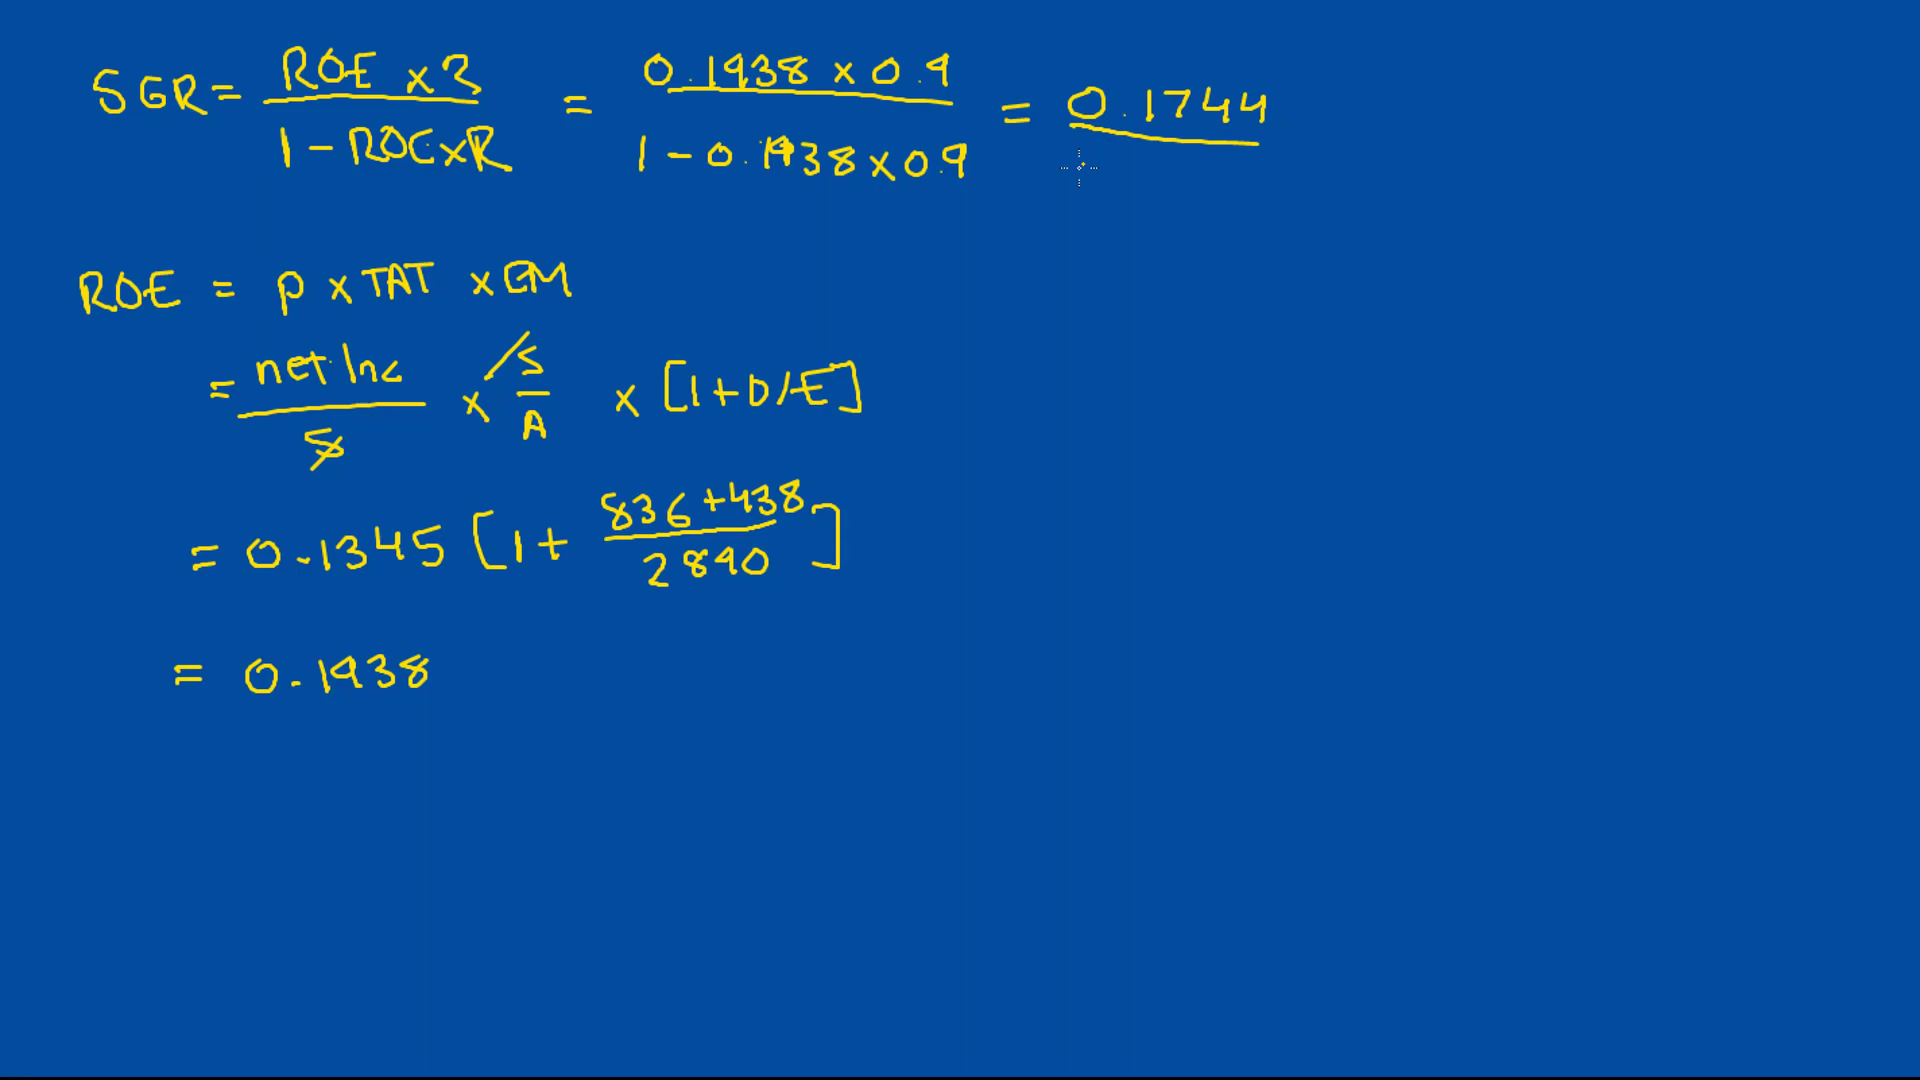 SGR = ROE x R / 1 - ROE x R = 0.1938 x 0.9 / 1 - 0.1938 x 0.9 = 0.1744
ROE = P x TAT x EM
= net Inc / S x S / A x [1 + D/E]
= 0.1345 [1 + 836 + 438 / 2890]
= 0.1938